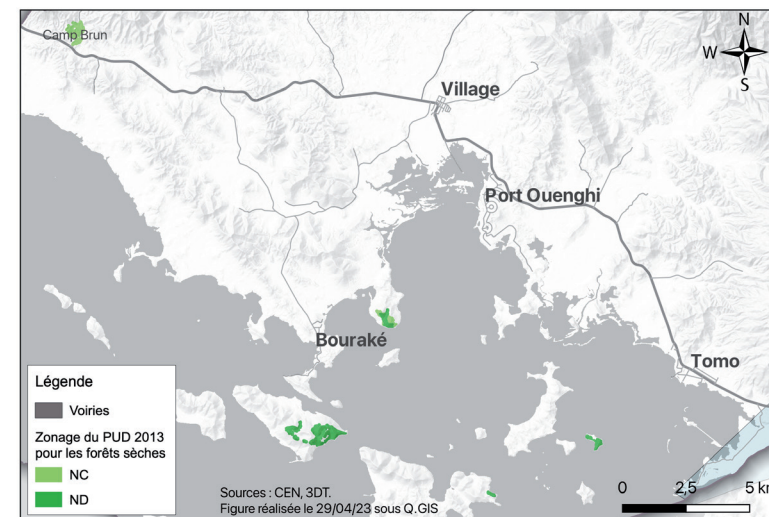 Camp Brun
N
W
E
S
Village
Port Ouenghi
Bouraké
Tomo
Légende
Voiries
Zonage du PUD 2013
pour les forêts sèches
NC
ND
Sources : CEN, 3DT.
Figure réalisée le 29/04/23 sous Q.GIS
0 2,5 5 km